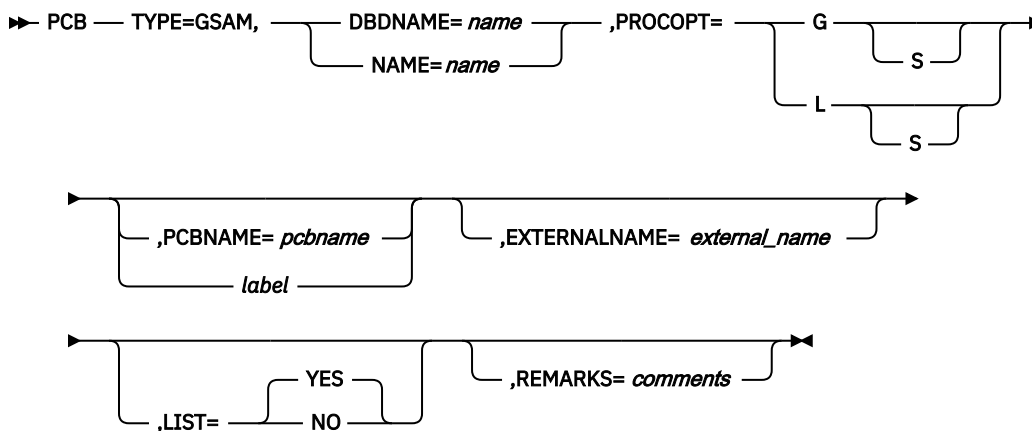 PCB TYPE=GSAM, DBDNAME= name ,PROCOPT= G
NAME= name S
L
S
,PCBNAME= pcbname ,EXTERNALNAME= external_name
label
YES ,REMARKS= comments
,LIST= NO